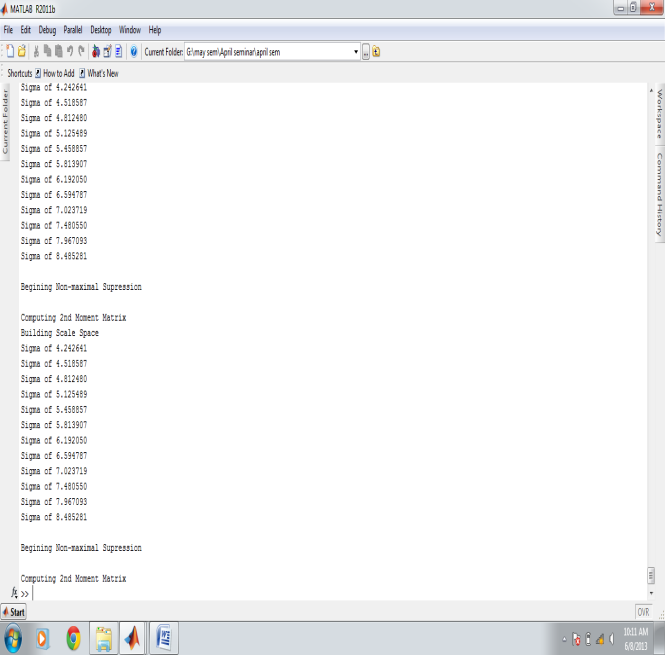 MATLAB R2011b
File Edit Debug Parallel Desktop Window Help
Current Folder: G:\may sem\April seminar\april sem
Shortcuts How to Add What's New
Current Folder
Workspace
Command History
Sigma of 4.242641
Sigma of 4.518587
Sigma of 4.812480
Sigma of 5.125489
Sigma of 5.458857
Sigma of 5.813907
Sigma of 6.192050
Sigma of 6.594787
Sigma of 7.023719
Sigma of 7.480550
Sigma of 7.967093
Sigma of 8.485281
Begining Non-maximal Supression
Computing 2nd Moment Matrix
Building Scale Space
Sigma of 4.242641
Sigma of 4.518587
Sigma of 4.812480
Sigma of 5.125489
Sigma of 5.458857
Sigma of 5.813907
Sigma of 6.192050
Sigma of 6.594787
Sigma of 7.023719
Sigma of 7.480550
Sigma of 7.967093
Sigma of 8.485281
Begining Non-maximal Supression
Computing 2nd Moment Matrix
fx >>
Start
OVR
10:11 AM
6/8/2013